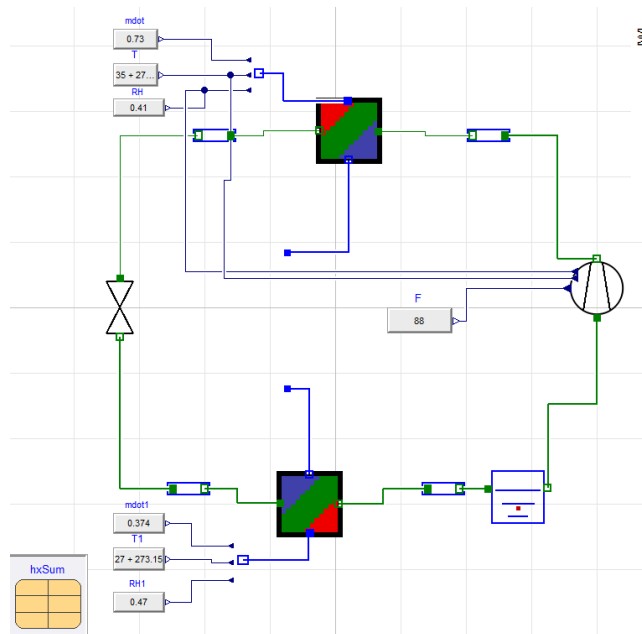 mdot
0.73
T
35 + 27...
RH
0.41
F
88
mdot1
0.374
T1
27 + 273.15
RH1
0.47
hxSum